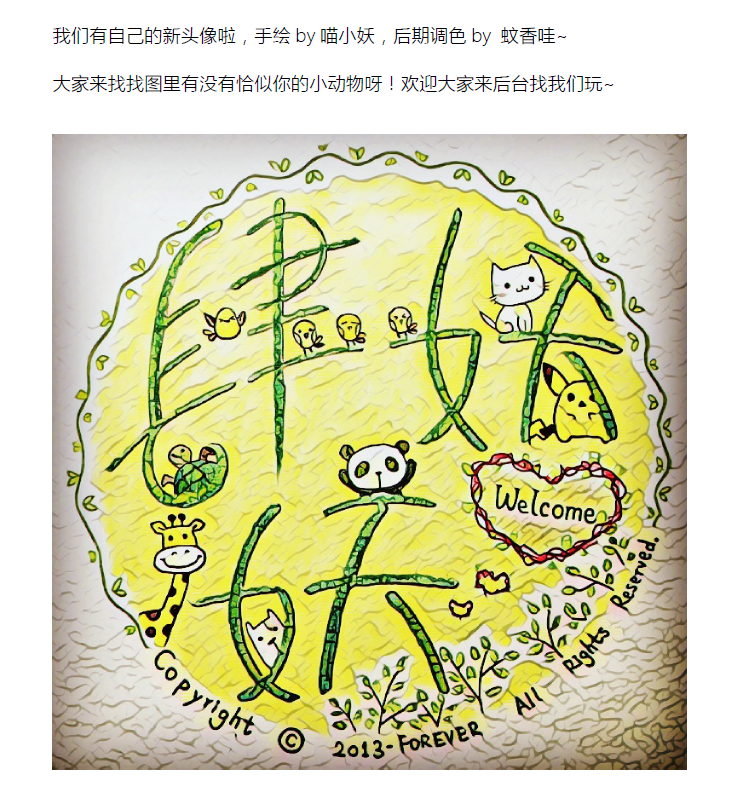 我们有自己的新头像啦，手绘 by 喵小妖，后期调色 by 蚊香哇~
大家来找找图里有没有恰似你的小动物呀！欢迎大家来后台找我们玩~
肆妖
妖
Welcome
Copyright © 2013-FOREVER All Rights Reserved.